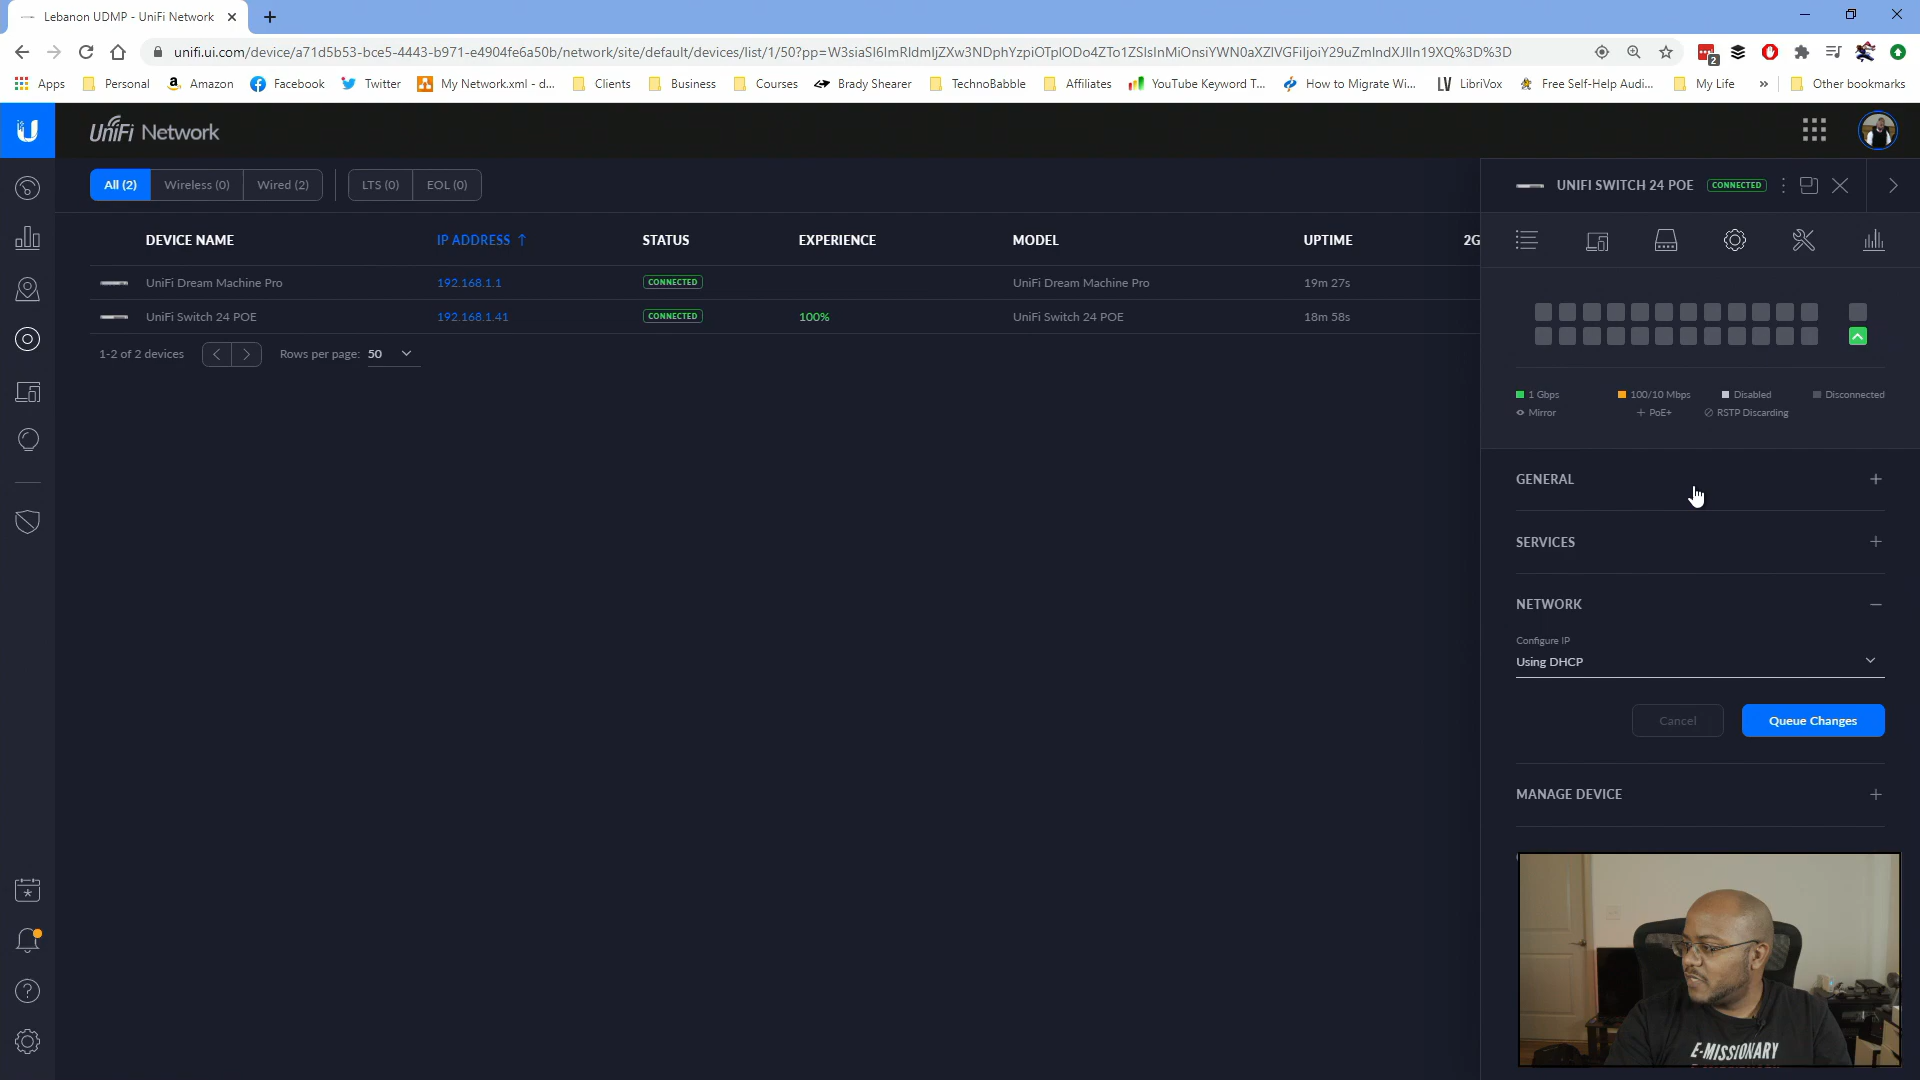 Lebanon UDMP - UniFi Network
unifi.ui.com/device/a71d5b53-bce5-4443-b971-e4904fe6a50b/network/site/default/devices/list/1/50?pp=W3siaSI6ImRldmljZXw3NDphYzpiOTplODo4ZTo1ZSIsInMiOnsiYWN0aXZlVGFiIjoiY29uZmlndXJlIn19XQ%3D%3D
2
Apps Personal Amazon Facebook Twitter My Network.xml - d... Clients Business Courses Brady Shearer TechnoBabble Affiliates YouTube Keyword T... How to Migrate Wi... LV LibriVox Free Self-Help Audi... My Life » Other bookmarks
UniFi Network
All (2) Wireless (0) Wired (2) LTS (0) EOL (0)
UNIFI SWITCH 24 POE CONNECTED
DEVICE NAME IP ADDRESS ↑ STATUS EXPERIENCE MODEL UPTIME 2G
UniFi Dream Machine Pro 192.168.1.1 CONNECTED UniFi Dream Machine Pro 19m 27s
UniFi Switch 24 POE 192.168.1.41 CONNECTED 100% UniFi Switch 24 POE 18m 58s
1-2 of 2 devices Rows per page: 50
1 Gbps 100/10 Mbps Disabled Disconnected
Mirror PoE+ RSTP Discarding
GENERAL
SERVICES
NETWORK
Configure IP
Using DHCP
Cancel Queue Changes
MANAGE DEVICE
E-MISSIONARY